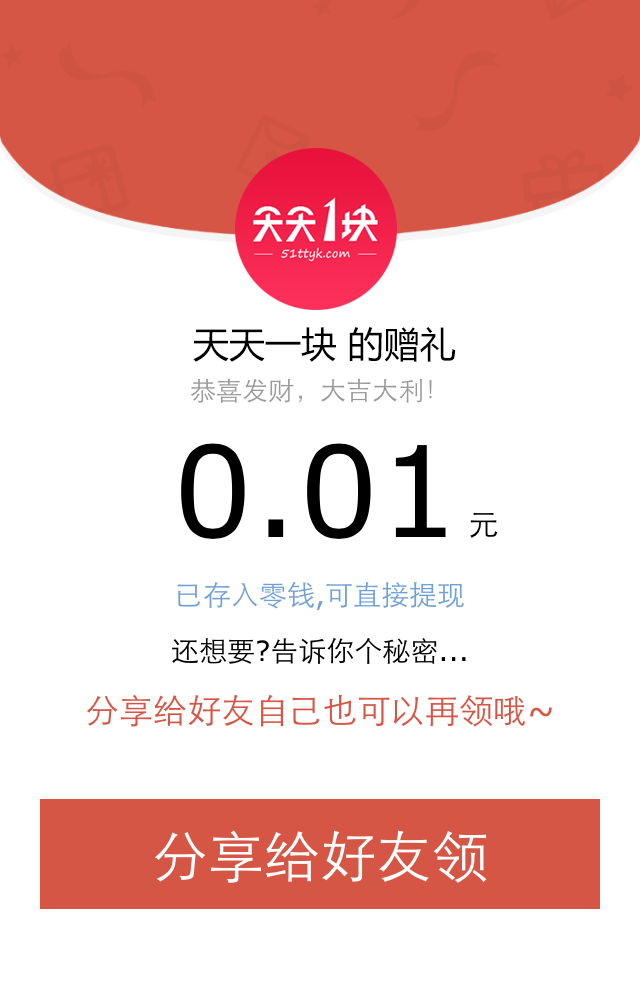 天天1块
51ttyk.com
天天一块 的赠礼
恭喜发财，大吉大利！
0.01 元
已存入零钱,可直接提现
还想要?告诉你个秘密...
分享给好友自己也可以再领哦~
分享给好友领